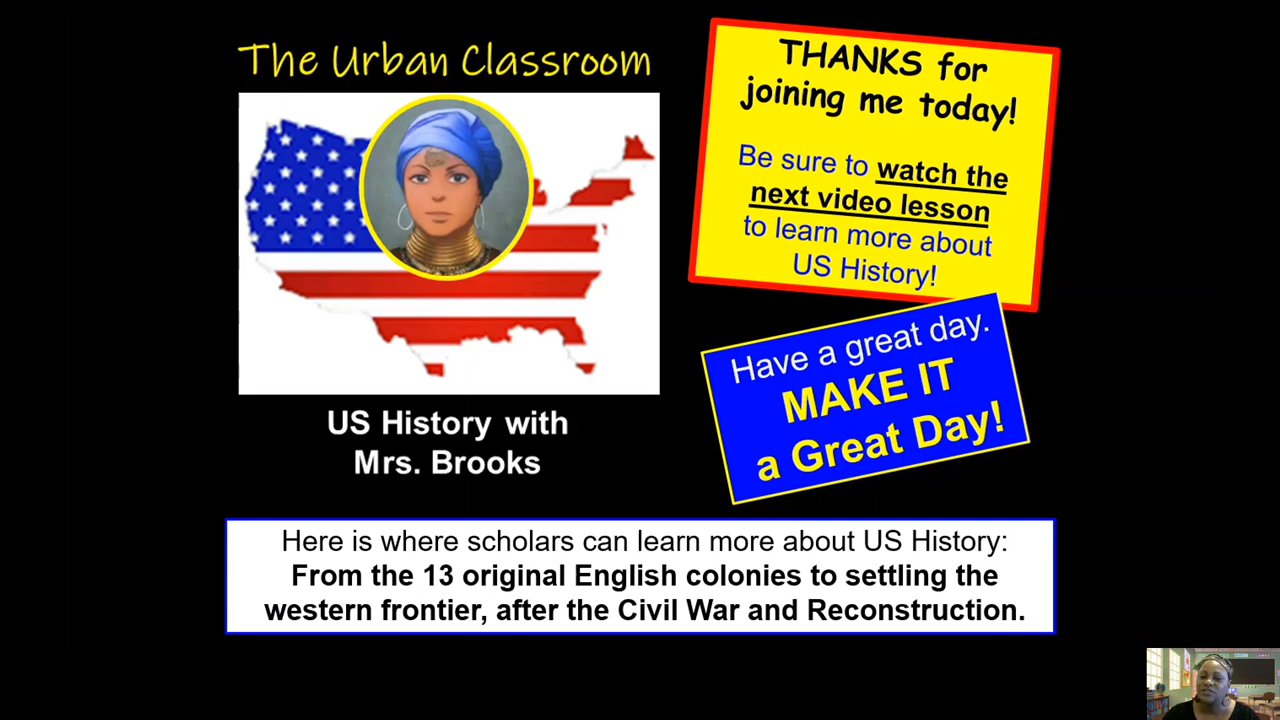 The Urban Classroom
US History with
Mrs. Brooks
THANKS for
joining me today!
Be sure to watch the
next video lesson
to learn more about
US History!
Have a great day.
MAKE IT
a Great Day!
Here is where scholars can learn more about US History:
From the 13 original English colonies to settling the
western frontier, after the Civil War and Reconstruction.